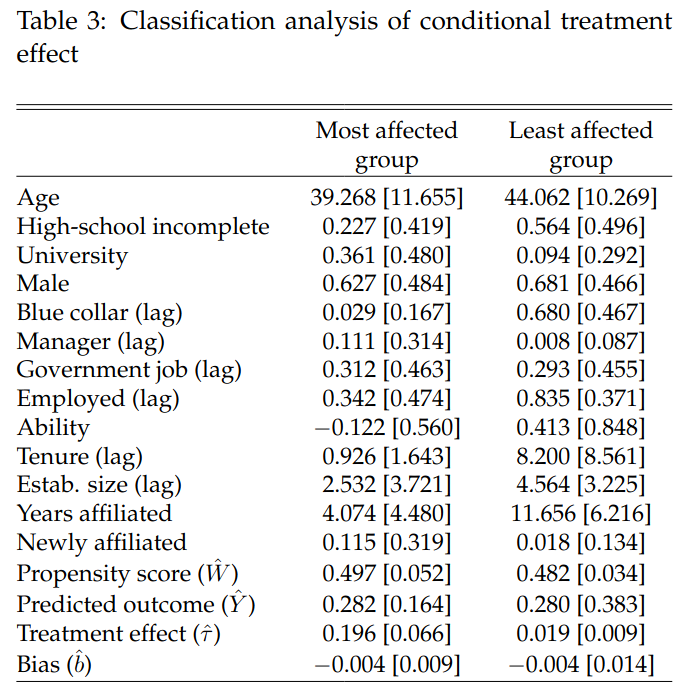 Table 3: Classification analysis of conditional treatment
effect
Most affected Least affected
group group
Age 39.268 [11.655] 44.062 [10.269]
High-school incomplete 0.227 [0.419] 0.564 [0.496]
University 0.361 [0.480] 0.094 [0.292]
Male 0.627 [0.484] 0.681 [0.466]
Blue collar (lag) 0.029 [0.167] 0.680 [0.467]
Manager (lag) 0.111 [0.314] 0.008 [0.087]
Government job (lag) 0.312 [0.463] 0.293 [0.455]
Employed (lag) 0.342 [0.474] 0.835 [0.371]
Ability −0.122 [0.560] 0.413 [0.848]
Tenure (lag) 0.926 [1.643] 8.200 [8.561]
Estab. size (lag) 2.532 [3.721] 4.564 [3.225]
Years affiliated 4.074 [4.480] 11.656 [6.216]
Newly affiliated 0.115 [0.319] 0.018 [0.134]
Propensity score (Ŵ) 0.497 [0.052] 0.482 [0.034]
Predicted outcome (Ŷ) 0.282 [0.164] 0.280 [0.383]
Treatment effect (τ̂) 0.196 [0.066] 0.019 [0.009]
Bias (b̂) −0.004 [0.009] −0.004 [0.014]